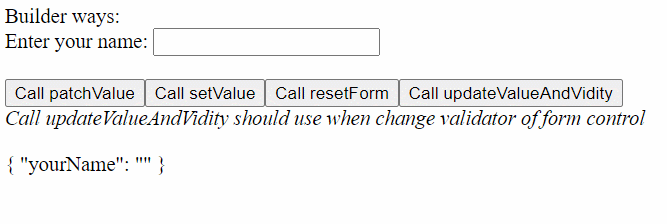 Builder ways:
Enter your name:
Call patchValue Call setValue Call resetForm Call updateValueAndVidity
Call updateValueAndVidity should use when change validator of form control
{ "yourName": "" }